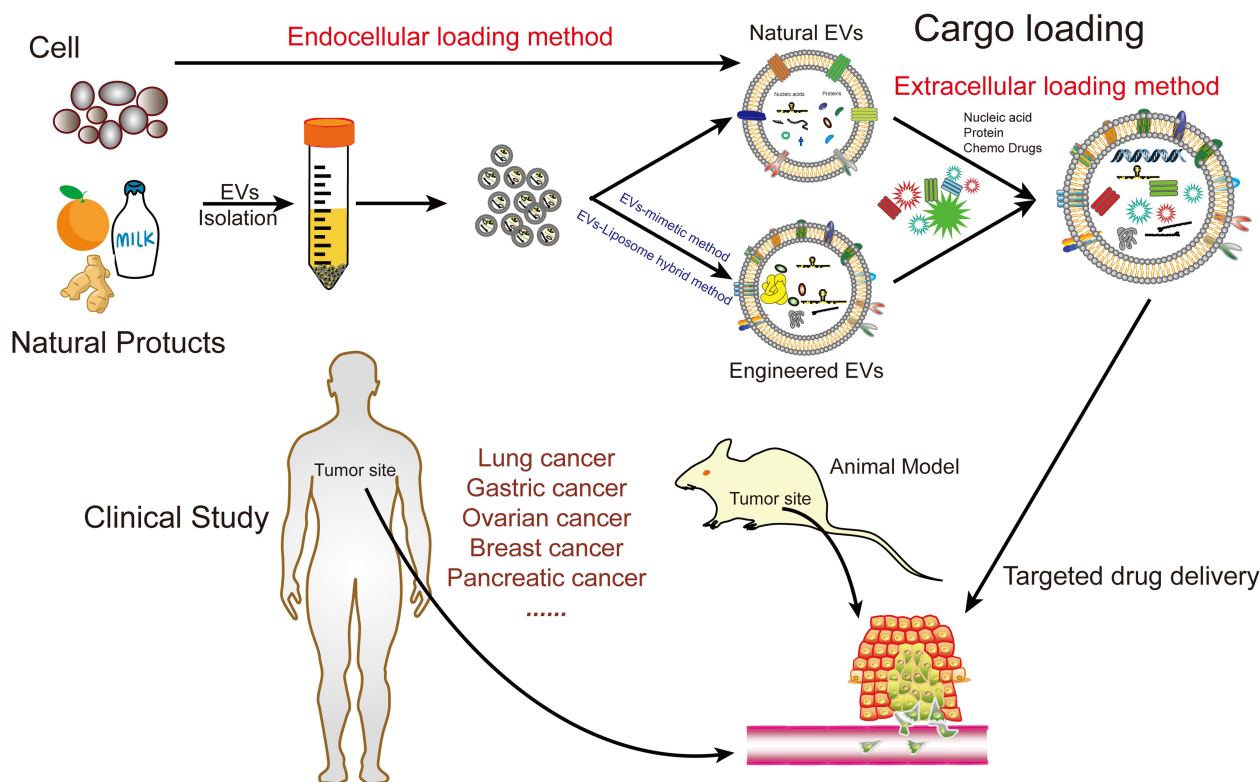 Cell
Endocellular loading method
Natural EVs
Cargo loading
Extracellular loading method
Nucleic acid
Protein
Chemo Drugs
Nucleic acids
Proteins
MILK
EVs
Isolation
EVs-mimetic method
EVs-Liposome hybrid method
Natural Protucts
Engineered EVs
Tumor site
Clinical Study
Lung cancer
Gastric cancer
Ovarian cancer
Breast cancer
Pancreatic cancer
......
Animal Model
Tumor site
Targeted drug delivery